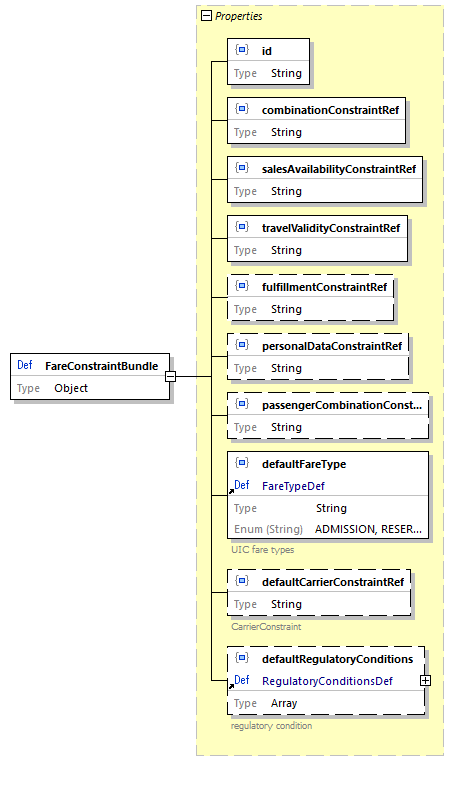 Properties
id
Type String
combinationConstraintRef
Type String
salesAvailabilityConstraintRef
Type String
travelValidityConstraintRef
Type String
fulfillmentConstraintRef
Type String
personalDataConstraintRef
Type String
Def FareConstraintBundle
Type Object
passengerCombinationConst...
Type String
defaultFareType
Def FareTypeDef
Type String
Enum (String) ADMISSION, RESER...
UIC fare types
defaultCarrierConstraintRef
Type String
CarrierConstraint
defaultRegulatoryConditions
Def RegulatoryConditionsDef
Type Array
regulatory condition